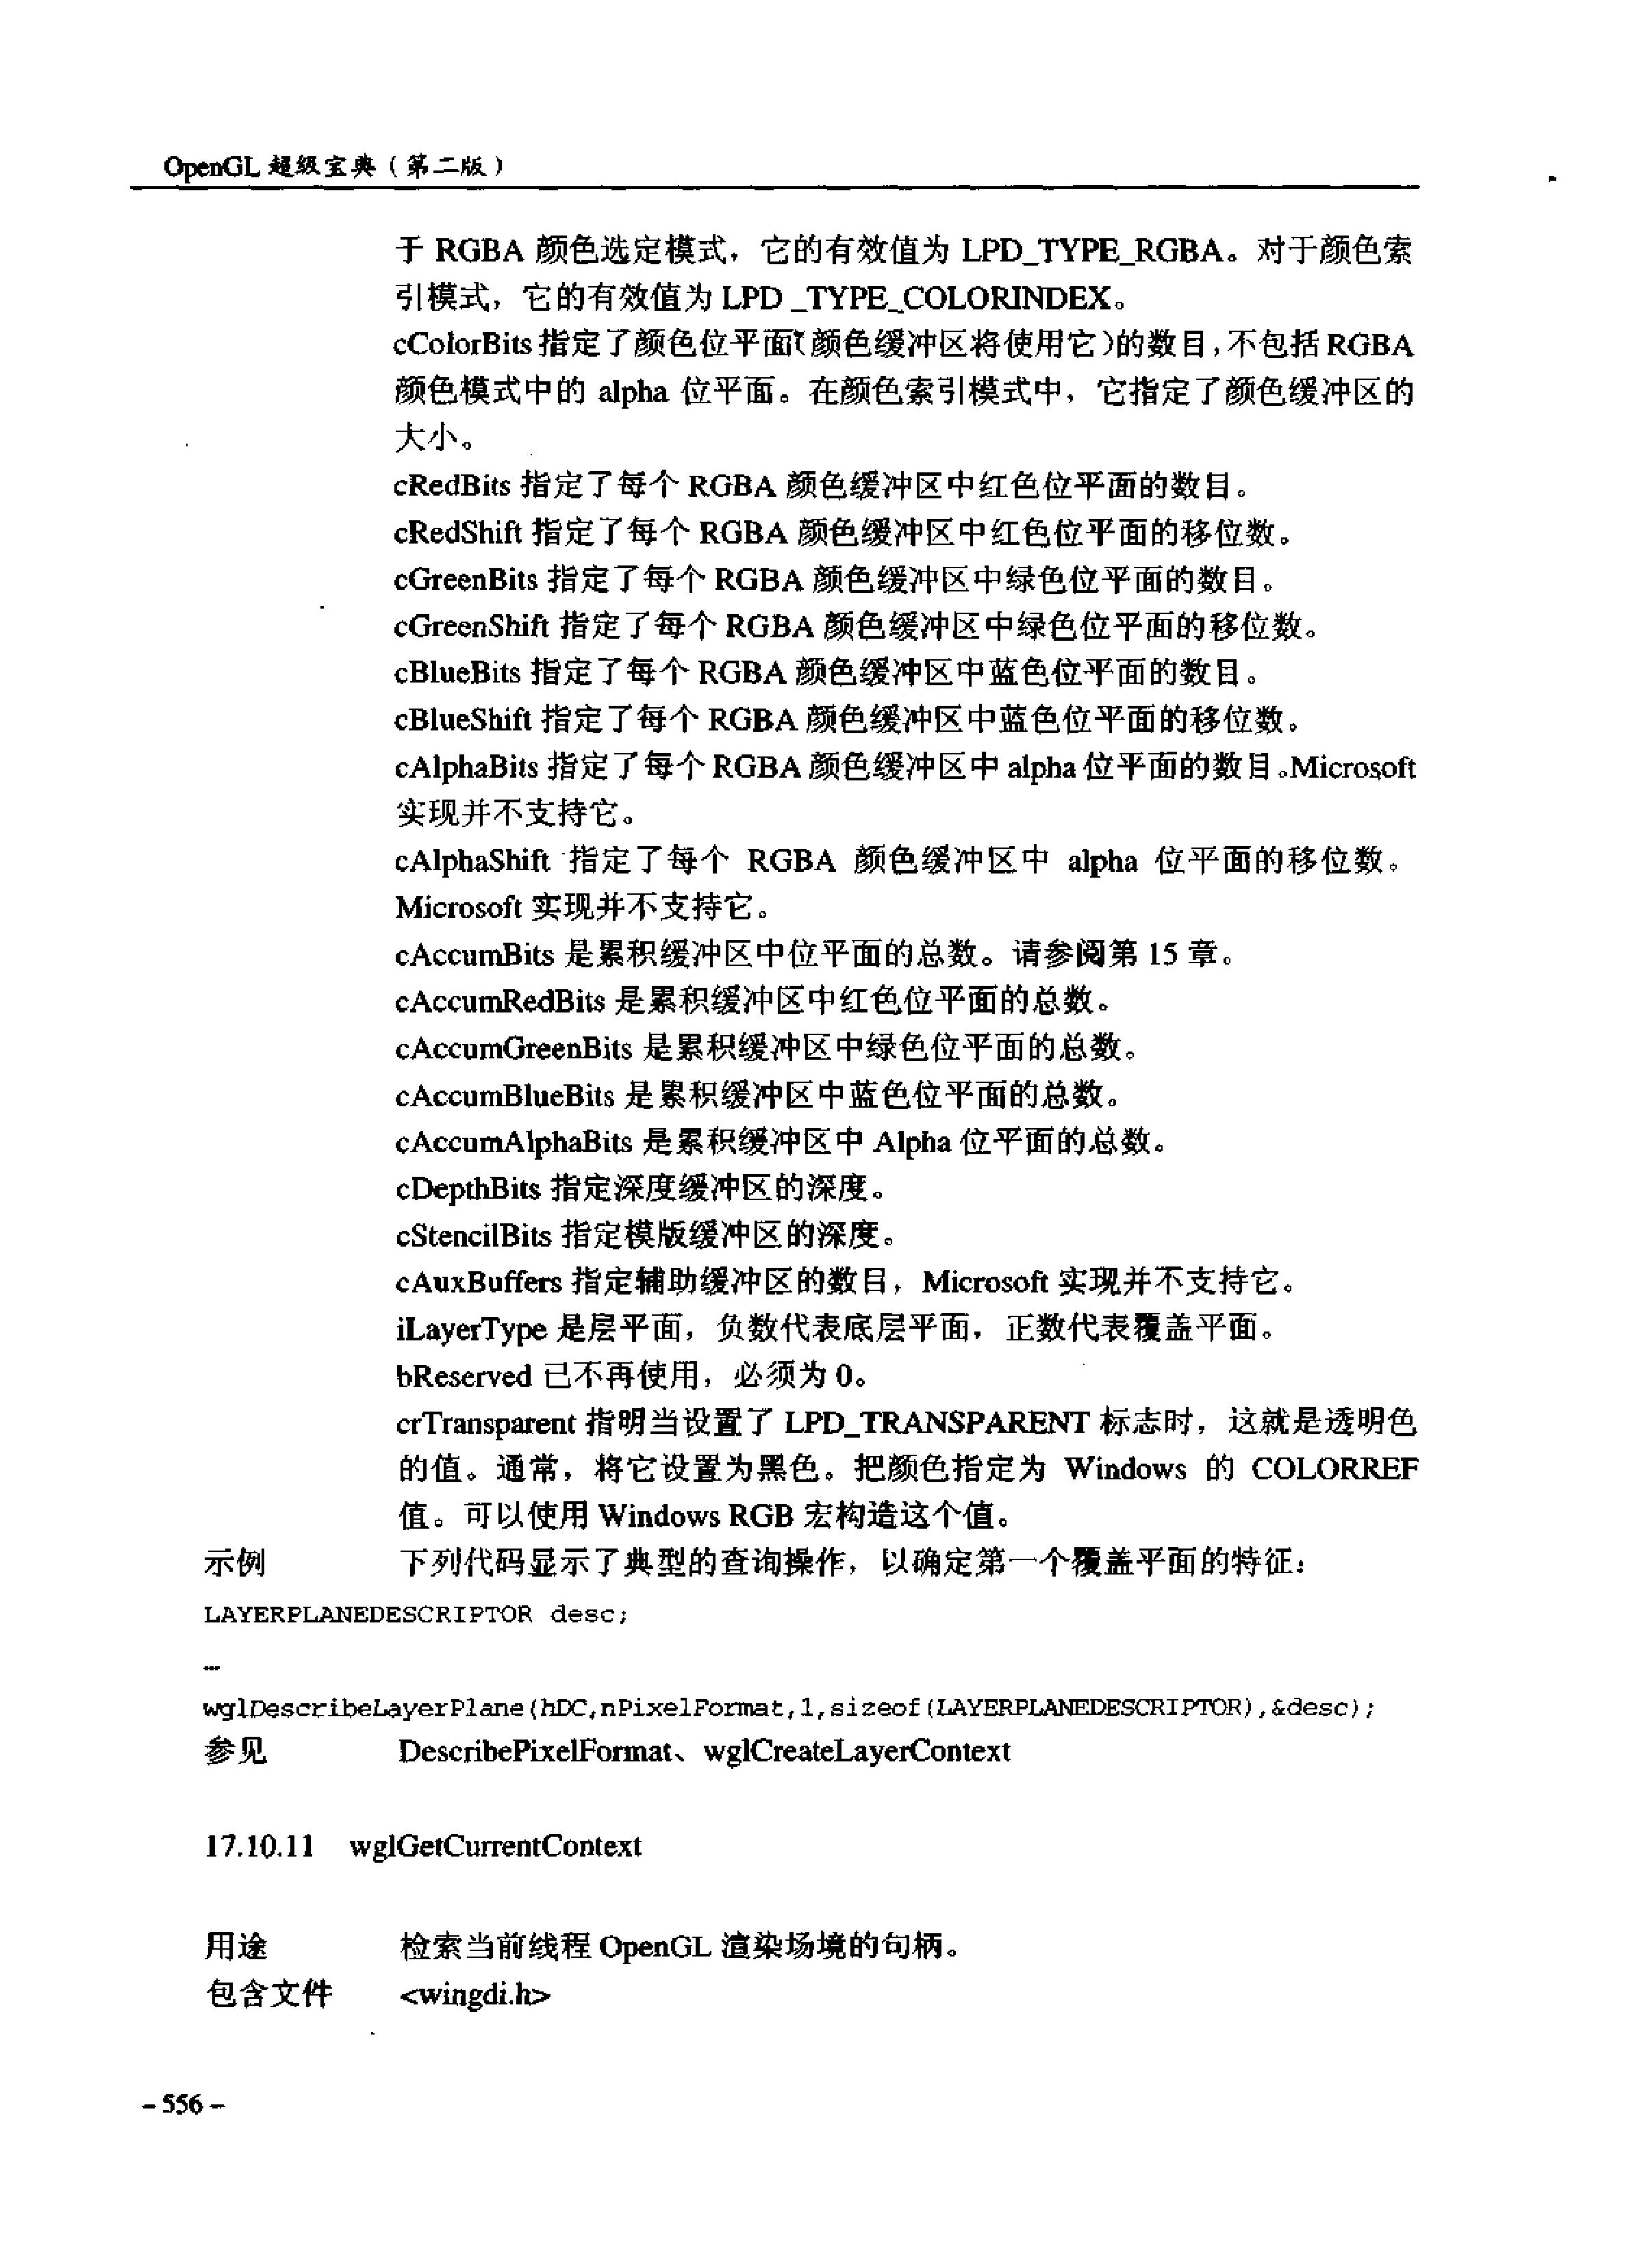 OpenGL 超级宝典（第二版）
于 RGBA 颜色选定模式，它的有效值为 LPD_TYPE_RGBA。对于颜色索
引模式，它的有效值为 LPD _TYPE_COLORINDEX。
cColorBits 指定了颜色位平面（颜色缓冲区将使用它）的数目，不包括 RGBA
颜色模式中的 alpha 位平面。在颜色索引模式中，它指定了颜色缓冲区的
大小。
cRedBits 指定了每个 RGBA 颜色缓冲区中红色位平面的数目。
cRedShift 指定了每个 RGBA 颜色缓冲区中红色位平面的移位数。
cGreenBits 指定了每个 RGBA 颜色缓冲区中绿色位平面的数目。
cGreenShift 指定了每个 RGBA 颜色缓冲区中绿色位平面的移位数。
cBlueBits 指定了每个 RGBA 颜色缓冲区中蓝色位平面的数目。
cBlueShift 指定了每个 RGBA 颜色缓冲区中蓝色位平面的移位数。
cAlphaBits 指定了每个 RGBA 颜色缓冲区中 alpha 位平面的数目。Microsoft
实现并不支持它。
cAlphaShift 指定了每个 RGBA 颜色缓冲区中 alpha 位平面的移位数。
Microsoft 实现并不支持它。
cAccumBits 是累积缓冲区中位平面的总数。请参阅第 15 章。
cAccumRedBits 是累积缓冲区中红色位平面的总数。
cAccumGreenBits 是累积缓冲区中绿色位平面的总数。
cAccumBlueBits 是累积缓冲区中蓝色位平面的总数。
cAccumAlphaBits 是累积缓冲区中 Alpha 位平面的总数。
cDepthBits 指定深度缓冲区的深度。
cStencilBits 指定模版缓冲区的深度。
cAuxBuffers 指定辅助缓冲区的数目，Microsoft 实现并不支持它。
iLayerType 是层平面，负数代表底层平面，正数代表覆盖平面。
bReserved 已不再使用，必须为 0。
crTransparent 指明当设置了 LPD_TRANSPARENT 标志时，这就是透明色
的值。通常，将它设置为黑色。把颜色指定为 Windows 的 COLORREF
值。可以使用 Windows RGB 宏构造这个值。
示例 下列代码显示了典型的查询操作，以确定第一个覆盖平面的特征：
LAYERPLANEDESCRIPTOR desc;
…
wglDescribeLayerPlane(hDC,nPixelFormat,1,sizeof(LAYERPLANEDESCRIPTOR),&desc);
参见 DescribePixelFormat、wglCreateLayerContext
17.10.11 wglGetCurrentContext
用途 检索当前线程 OpenGL 渲染场境的句柄。
包含文件 <wingdi.h>
- 556 -